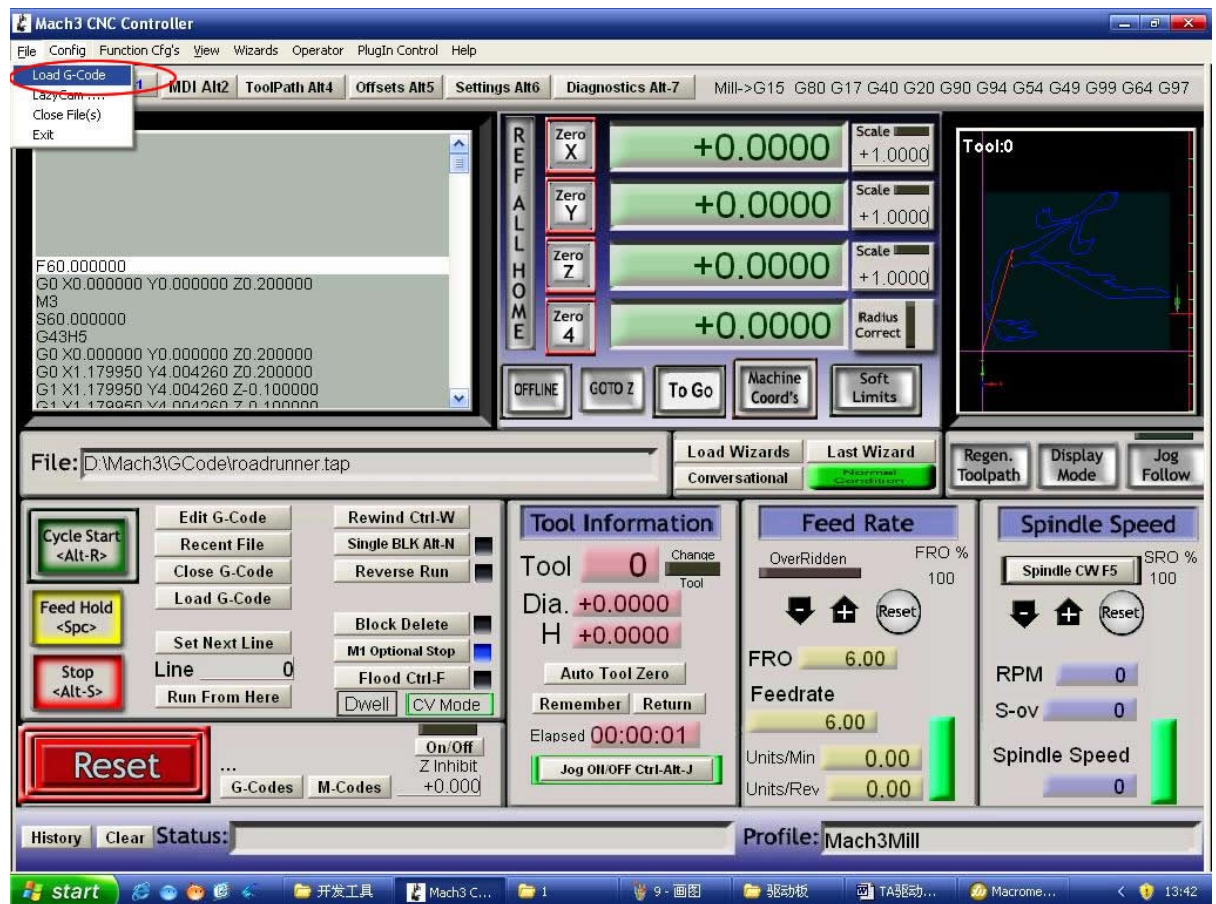 Mach3 CNC Controller
File Config Function Cfg's View Wizards Operator PlugIn Control Help
Load G-Code
LazyCam ....
Close File(s)
Exit
1 MDI Alt2 ToolPath Alt4 Offsets Alt5 Settings Alt6 Diagnostics Alt-7 Mill->G15 G80 G17 G40 G20 G90 G94 G54 G49 G99 G64 G97
F60.000000
G0 X0.000000 Y0.000000 Z0.200000
M3
S60.000000
G43H5
G0 X0.000000 Y0.000000 Z0.200000
G0 X1.179950 Y4.004260 Z0.200000
G1 X1.179950 Y4.004260 Z-0.100000
G1 X1.179950 Y4.004260 Z-0.100000
REF ALL HOME
Zero X +0.0000 Scale +1.0000
Zero Y +0.0000 Scale +1.0000
Zero Z +0.0000 Scale +1.0000
Zero 4 +0.0000 Radius Correct
OFFLINE GOTO Z To Go Machine Coord's Soft Limits
Tool:0
File: D:\Mach3\GCode\roadrunner.tap
Load Wizards Last Wizard
Conversational Normal Condition
Regen. Toolpath Display Mode Jog Follow
Cycle Start <Alt-R>
Feed Hold <Spc>
Stop <Alt-S>
Edit G-Code
Recent File
Close G-Code
Load G-Code
Set Next Line
Line 0
Run From Here
Rewind Ctrl-W
Single BLK Alt-N
Reverse Run
Block Delete
M1 Optional Stop
Flood Ctrl-F
Dwell CV Mode
Reset
...
G-Codes M-Codes
On/Off
Z Inhibit
+0.000
Tool Information
Tool 0 Change Tool
Dia. +0.0000
H +0.0000
Auto Tool Zero
Remember Return
Elapsed 00:00:01
Jog ON/OFF Ctrl-Alt-J
Feed Rate
OverRidden FRO % 100
Reset
FRO 6.00
Feedrate
6.00
Units/Min 0.00
Units/Rev 0.00
Spindle Speed
Spindle CW F5 SRO % 100
Reset
RPM 0
S-ov 0
Spindle Speed
0
History Clear Status: Profile: Mach3Mill
start 开发工具 Mach3 C... 1 9 - 画图 驱动板 TA驱动... Macrome... 13:42